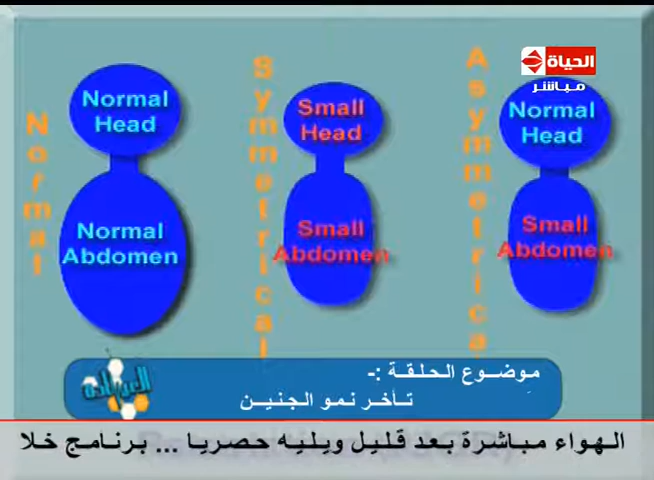 الحياة
مباشر
Normal
Normal
Head
Normal
Abdomen
Symmetrical
Small
Head
Small
Abdomen
Asymmetrical
Normal
Head
Small
Abdomen
العيادة
موضوع الحلقة :-
تأخر نمو الجنين
الهواء مباشرة بعد قليل ويليه حصريا ... برنامج خلا